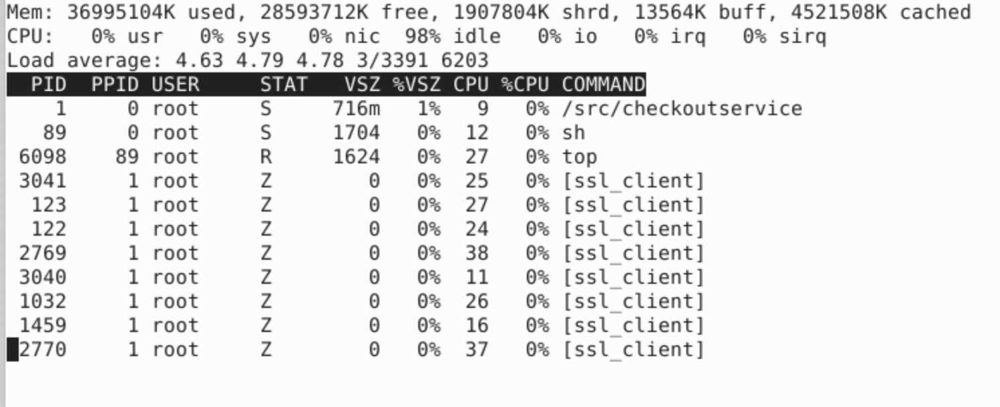 Mem: 36995104K used, 28593712K free, 1907804K shrd, 13564K buff, 4521508K cached
CPU:   0% usr   0% sys   0% nic  98% idle   0% io   0% irq   0% sirq
Load average: 4.63 4.79 4.78 3/3391 6203
  PID  PPID USER     STAT   VSZ %VSZ CPU %CPU COMMAND
    1     0 root     S     716m   1%   9   0% /src/checkoutservice
   89     0 root     S     1704   0%  12   0% sh
 6098    89 root     R     1624   0%  27   0% top
 3041     1 root     Z        0   0%  25   0% [ssl_client]
  123     1 root     Z        0   0%  27   0% [ssl_client]
  122     1 root     Z        0   0%  24   0% [ssl_client]
 2769     1 root     Z        0   0%  38   0% [ssl_client]
 3040     1 root     Z        0   0%  11   0% [ssl_client]
 1032     1 root     Z        0   0%  26   0% [ssl_client]
 1459     1 root     Z        0   0%  16   0% [ssl_client]
 2770     1 root     Z        0   0%  37   0% [ssl_client]